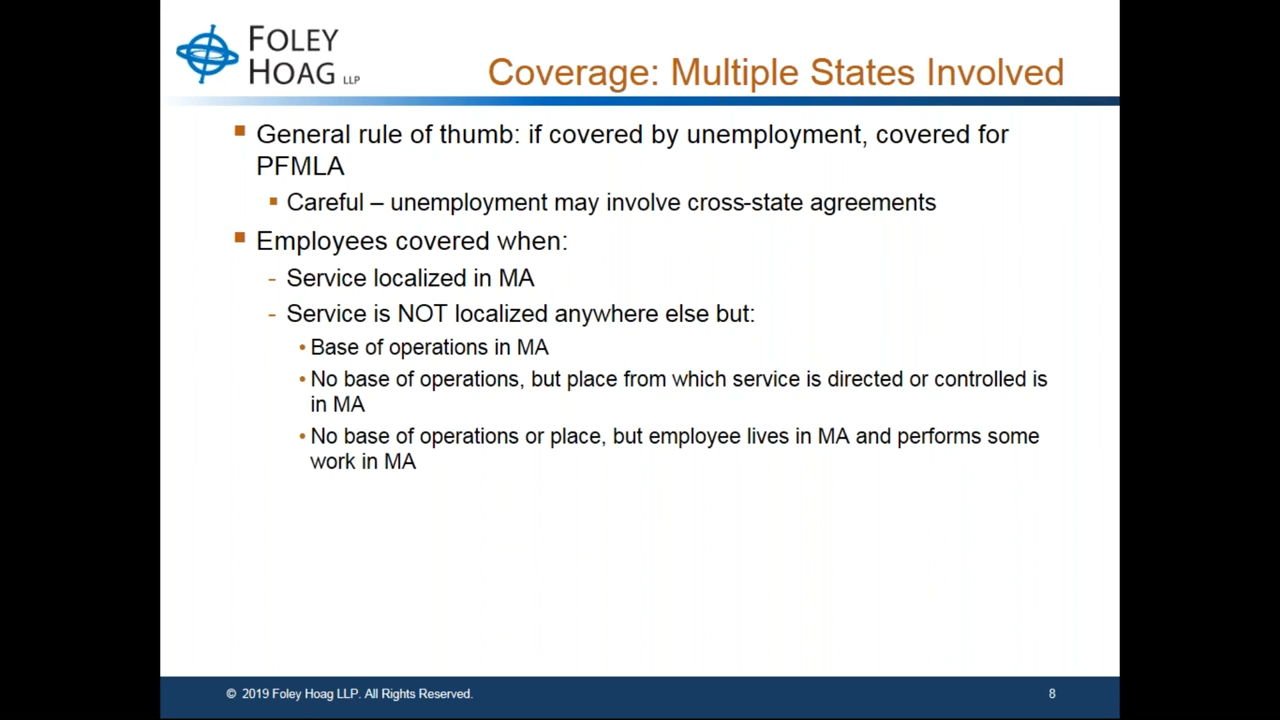 FOLEY
HOAG LLP
Coverage: Multiple States Involved
▪ General rule of thumb: if covered by unemployment, covered for
PFMLA
▪ Careful – unemployment may involve cross-state agreements
▪ Employees covered when:
- Service localized in MA
- Service is NOT localized anywhere else but:
• Base of operations in MA
• No base of operations, but place from which service is directed or controlled is
in MA
• No base of operations or place, but employee lives in MA and performs some
work in MA
© 2019 Foley Hoag LLP. All Rights Reserved.
8